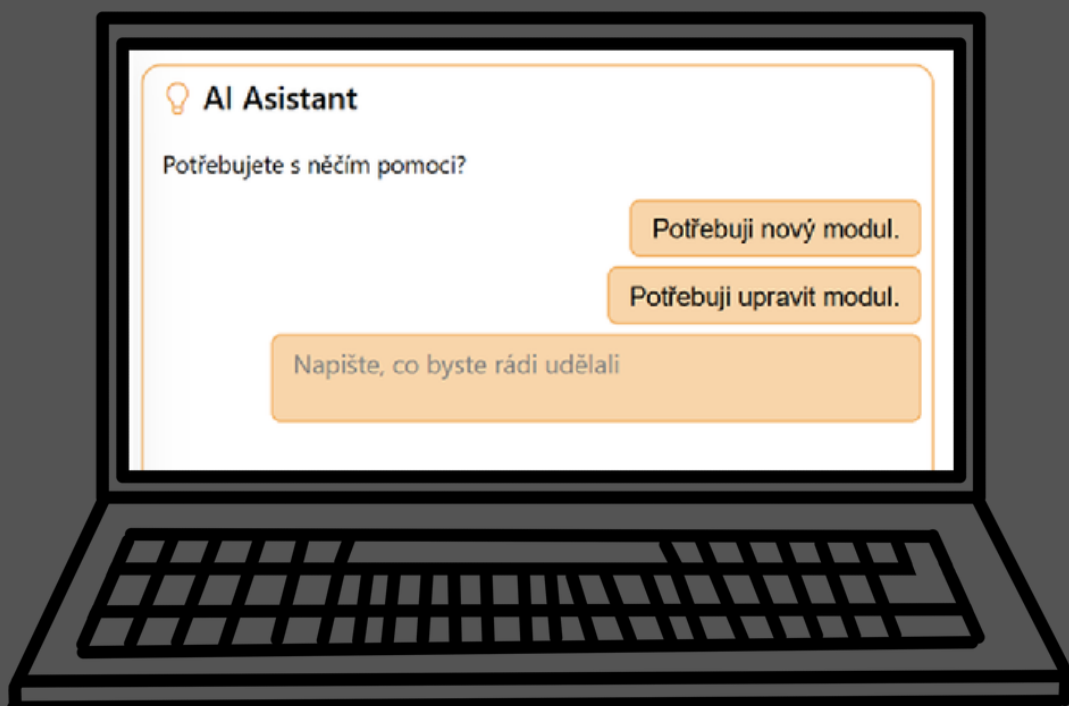 AI Asistant
Potřebujete s něčím pomoci?
Potřebuji nový modul.
Potřebuji upravit modul.
Napište, co byste rádi udělali